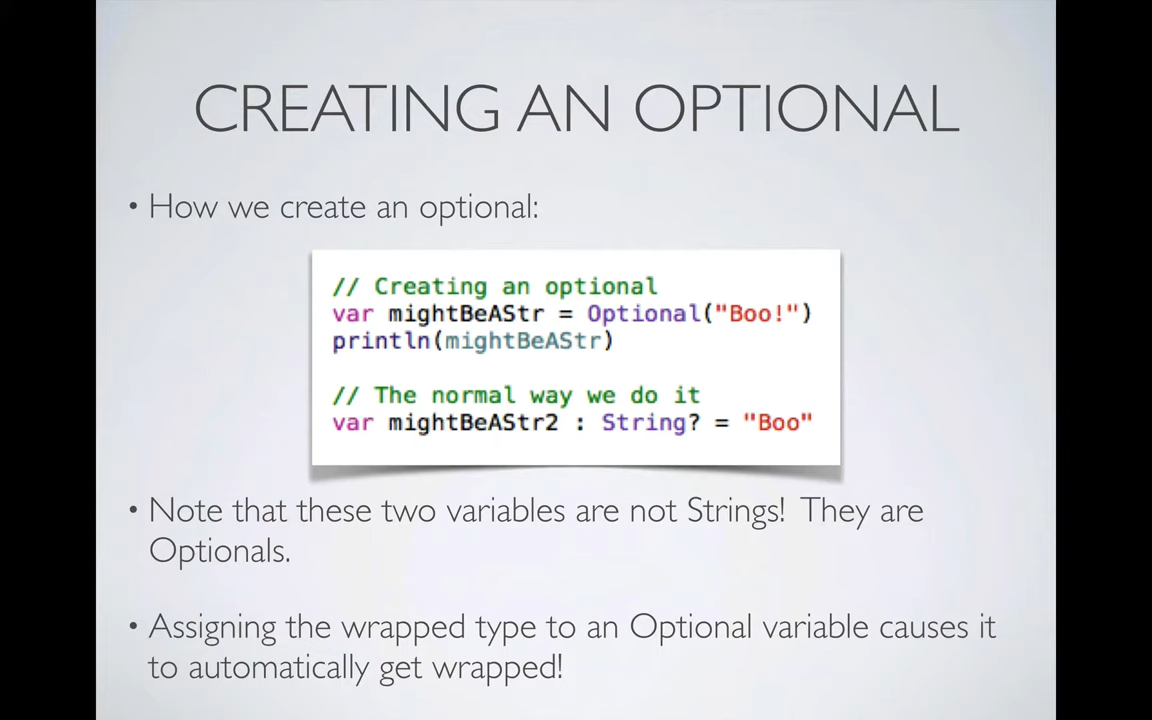 CREATING AN OPTIONAL
• How we create an optional:
// Creating an optional
var mightBeAStr = Optional("Boo!")
println(mightBeAStr)
// The normal way we do it
var mightBeAStr2 : String? = "Boo"
• Note that these two variables are not Strings!  They are
Optionals.
• Assigning the wrapped type to an Optional variable causes it
to automatically get wrapped!